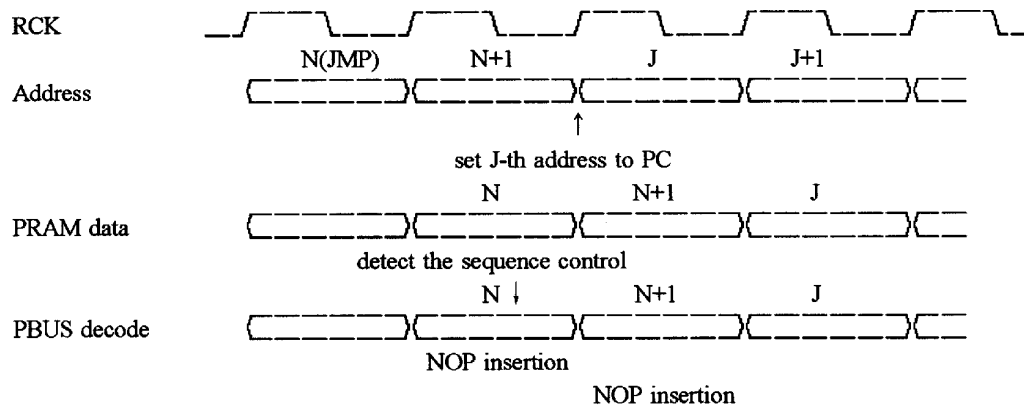 RCK
N(JMP) N+1 J J+1
Address
set J-th address to PC
N N+1 J
PRAM data
detect the sequence control
N ↓ N+1 J
PBUS decode
NOP insertion
NOP insertion